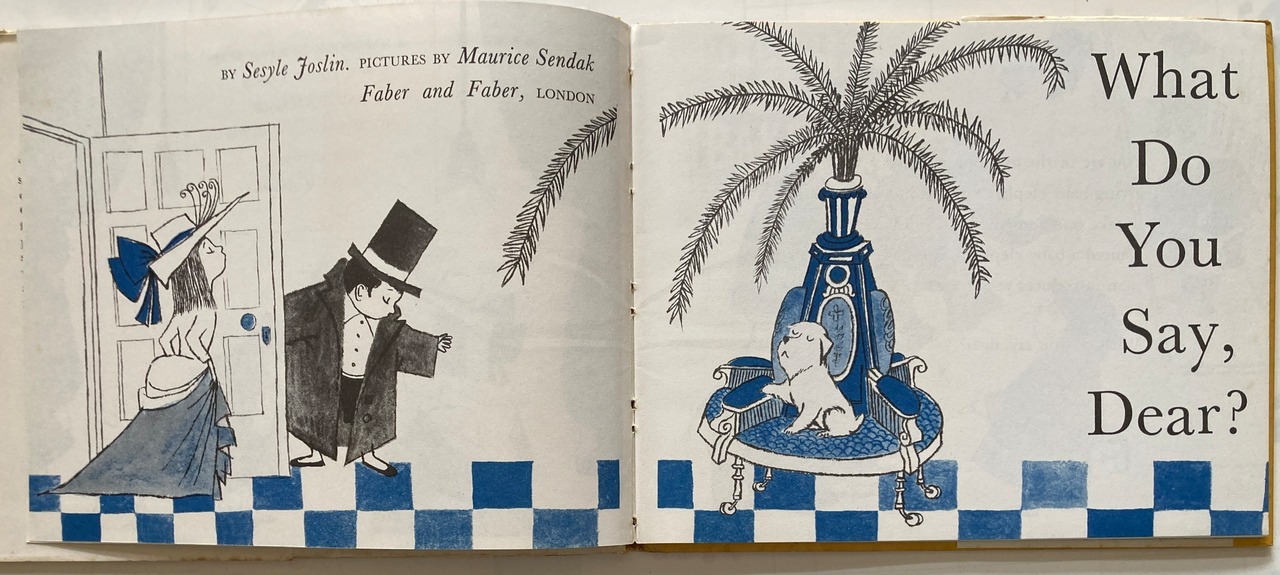 BY Sesyle Joslin. PICTURES BY Maurice Sendak
Faber and Faber, LONDON
What
Do
You
Say,
Dear?